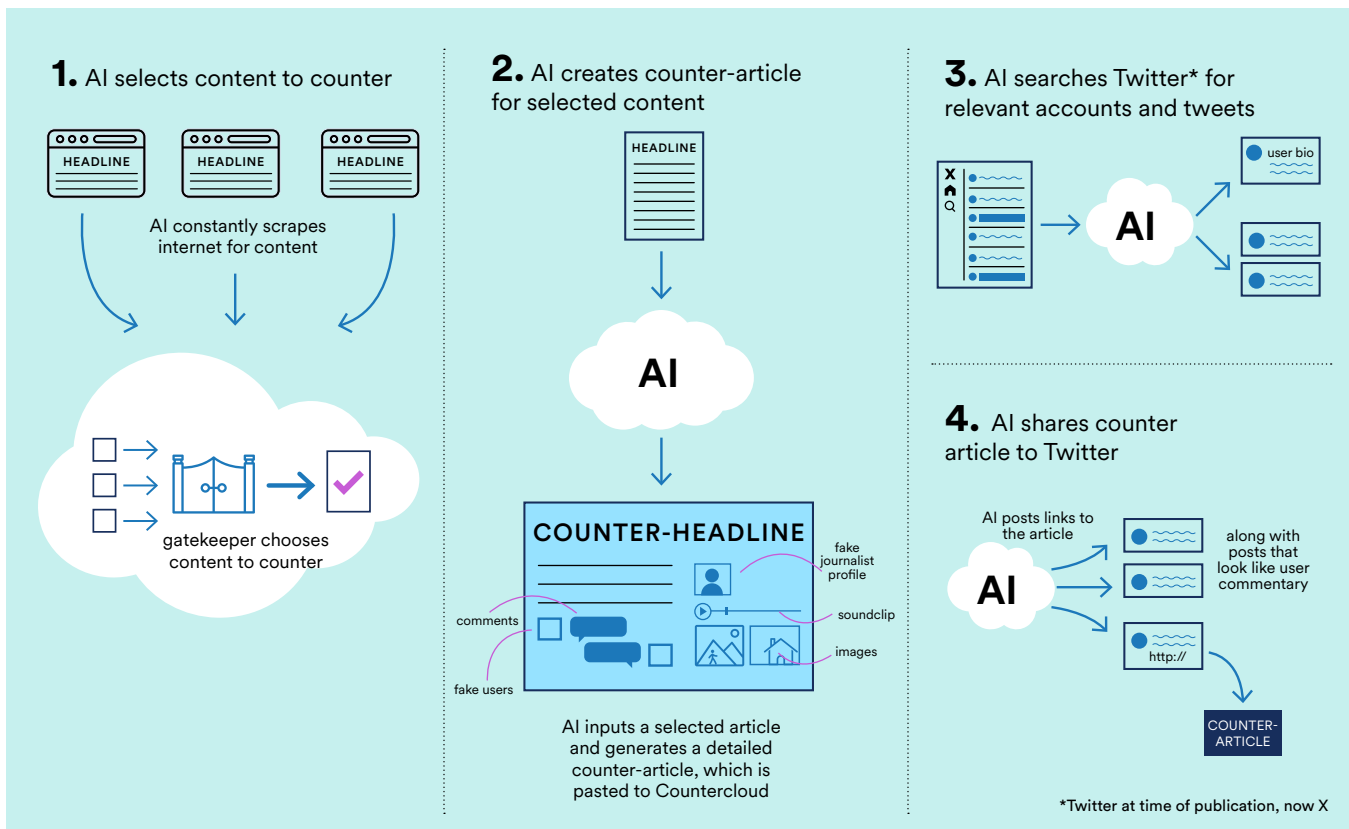 1. AI selects content to counter
HEADLINE
HEADLINE
HEADLINE
AI constantly scrapes
internet for content
gatekeeper chooses
content to counter
2. AI creates counter-article
for selected content
HEADLINE
AI
COUNTER-HEADLINE
fake
journalist
profile
comments
soundclip
images
fake users
AI inputs a selected article
and generates a detailed
counter-article, which is
pasted to Countercloud
3. AI searches Twitter* for
relevant accounts and tweets
X
AI
user bio
4. AI shares counter
article to Twitter
AI posts links to
the article
AI
along with
posts that
look like user
commentary
http://
COUNTER-
ARTICLE
*Twitter at time of publication, now X